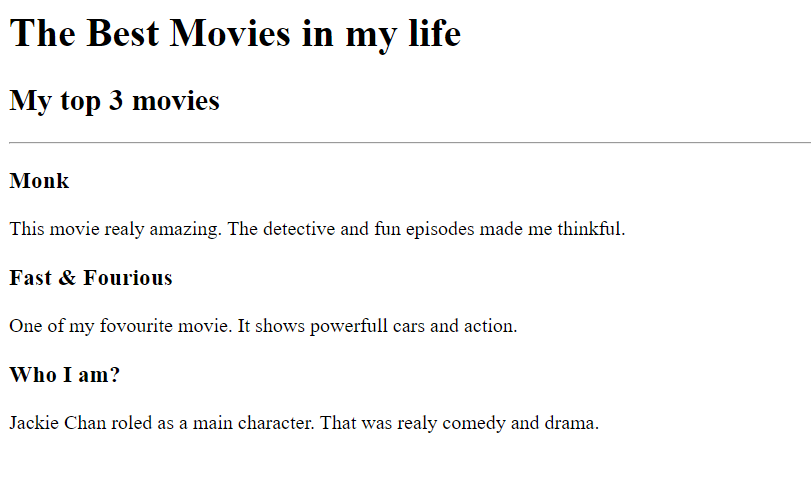 The Best Movies in my life
My top 3 movies
Monk
This movie realy amazing. The detective and fun episodes made me thinkful.
Fast & Fourious
One of my fovourite movie. It shows powerfull cars and action.
Who I am?
Jackie Chan roled as a main character. That was realy comedy and drama.